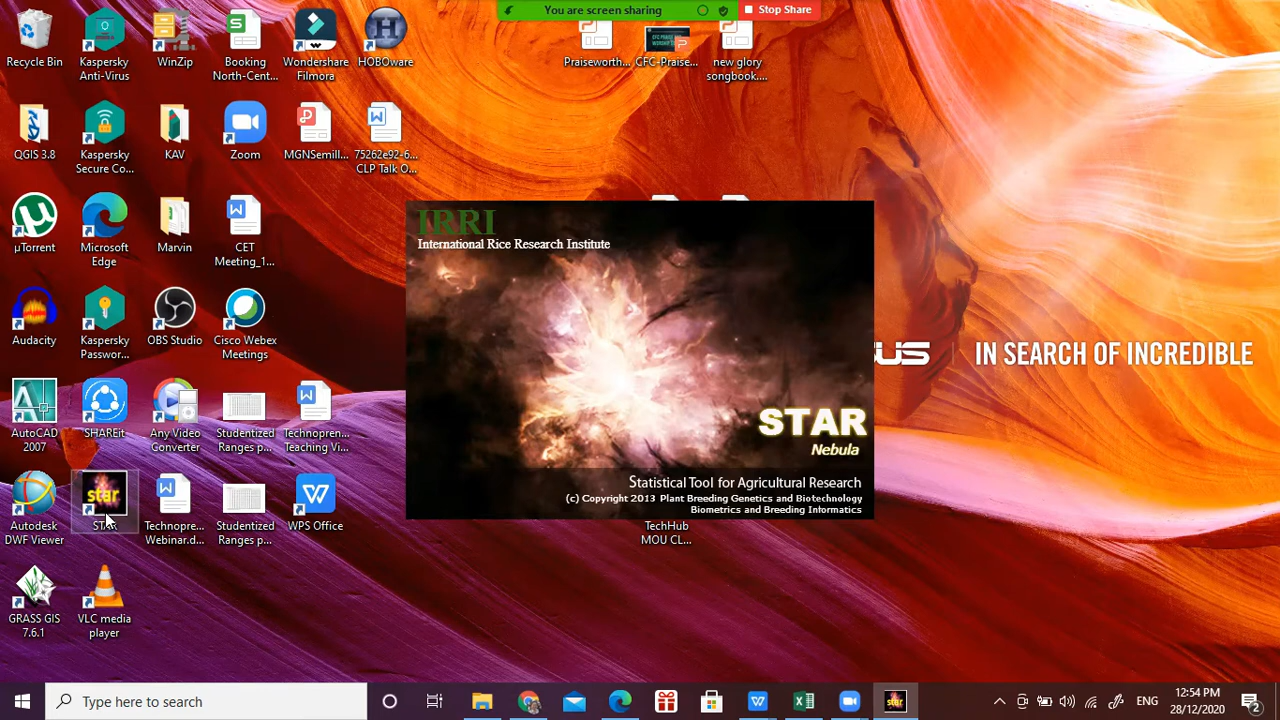 You are screen sharing
Stop Share
Recycle Bin
Kaspersky
Anti-Virus
WinZip
Booking
North-Cent...
Wondershare
Filmora
HOBOware
Praiseworth...
CFC-Praise...
new glory
songbook....
QGIS 3.8
Kaspersky
Secure Co...
KAV
Zoom
MGNSemill...
75262e92-6...
CLP Talk O...
µTorrent
Microsoft
Edge
Marvin
CET
Meeting_1...
IRRI
International Rice Research Institute
Audacity
Kaspersky
Passwor...
OBS Studio
Cisco Webex
Meetings
IN SEARCH OF INCREDIBLE
AutoCAD
2007
SHAREit
Any Video
Converter
Studentized
Ranges p...
Technopren...
Teaching Vi...
STAR
Nebula
Statistical Tool for Agricultural Research
(c) Copyright 2013 Plant Breeding Genetics and Biotechnology
Biometrics and Breeding Informatics
Autodesk
DWF Viewer
star
Technopre...
Webinar.d...
Studentized
Ranges p...
WPS Office
TechHub
MOU CL...
GRASS GIS
7.6.1
VLC media
player
Type here to search
star
ENG
12:54 PM
28/12/2020
2